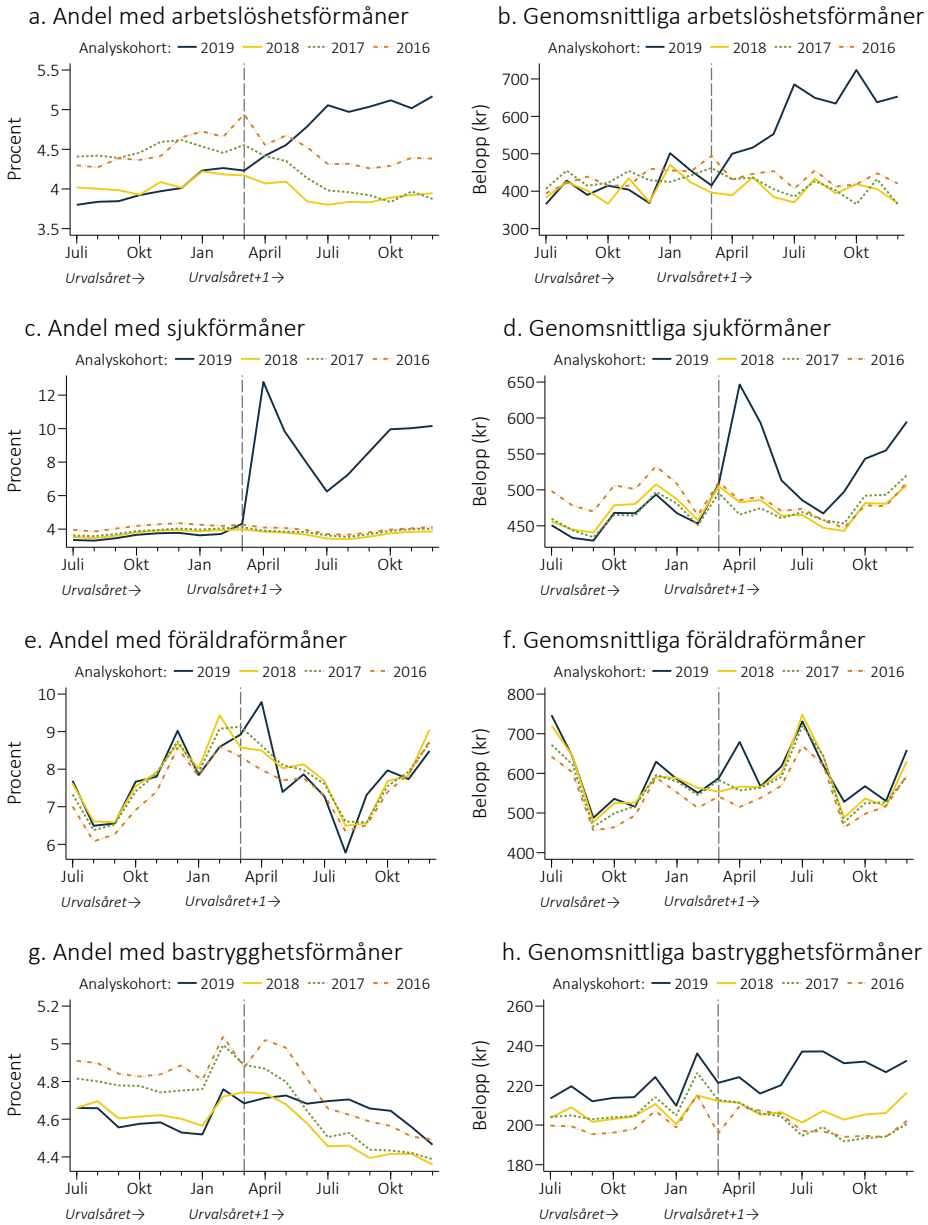 a. Andel med arbetslöshetsförmåner
Analyskohort: 2019 2018 2017 2016
Procent
5.5
5
4.5
4
3.5
Juli Okt Jan April Juli Okt
Urvalsåret→ Urvalsåret+1→
b. Genomsnittliga arbetslöshetsförmåner
Analyskohort: 2019 2018 2017 2016
Belopp (kr)
700
600
500
400
300
Juli Okt Jan April Juli Okt
Urvalsåret→ Urvalsåret+1→
c. Andel med sjukförmåner
Analyskohort: 2019 2018 2017 2016
Procent
12
10
8
6
4
Juli Okt Jan April Juli Okt
Urvalsåret→ Urvalsåret+1→
d. Genomsnittliga sjukförmåner
Analyskohort: 2019 2018 2017 2016
Belopp (kr)
650
600
550
500
450
Juli Okt Jan April Juli Okt
Urvalsåret→ Urvalsåret+1→
e. Andel med föräldraförmåner
Analyskohort: 2019 2018 2017 2016
Procent
10
9
8
7
6
Juli Okt Jan April Juli Okt
Urvalsåret→ Urvalsåret+1→
f. Genomsnittliga föräldraförmåner
Analyskohort: 2019 2018 2017 2016
Belopp (kr)
800
700
600
500
400
Juli Okt Jan April Juli Okt
Urvalsåret→ Urvalsåret+1→
g. Andel med bastrygghetsförmåner
Analyskohort: 2019 2018 2017 2016
Procent
5.2
5
4.8
4.6
4.4
Juli Okt Jan April Juli Okt
Urvalsåret→ Urvalsåret+1→
h. Genomsnittliga bastrygghetsförmåner
Analyskohort: 2019 2018 2017 2016
Belopp (kr)
260
240
220
200
180
Juli Okt Jan April Juli Okt
Urvalsåret→ Urvalsåret+1→